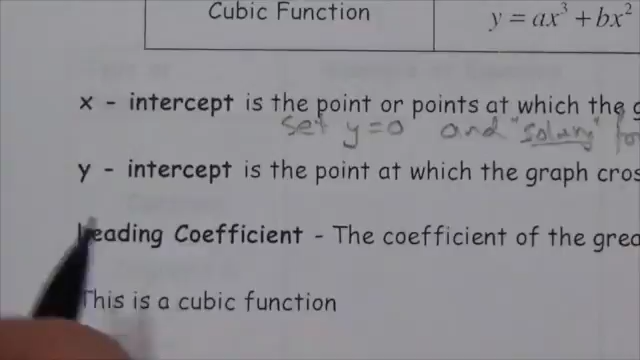 Cubic Function
y = ax³ + bx²
x - intercept is the point or points at which the g
set y = 0 and "solary" for
y - intercept is the point at which the graph cros
Leading Coefficient - The coefficient of the grea
This is a cubic function